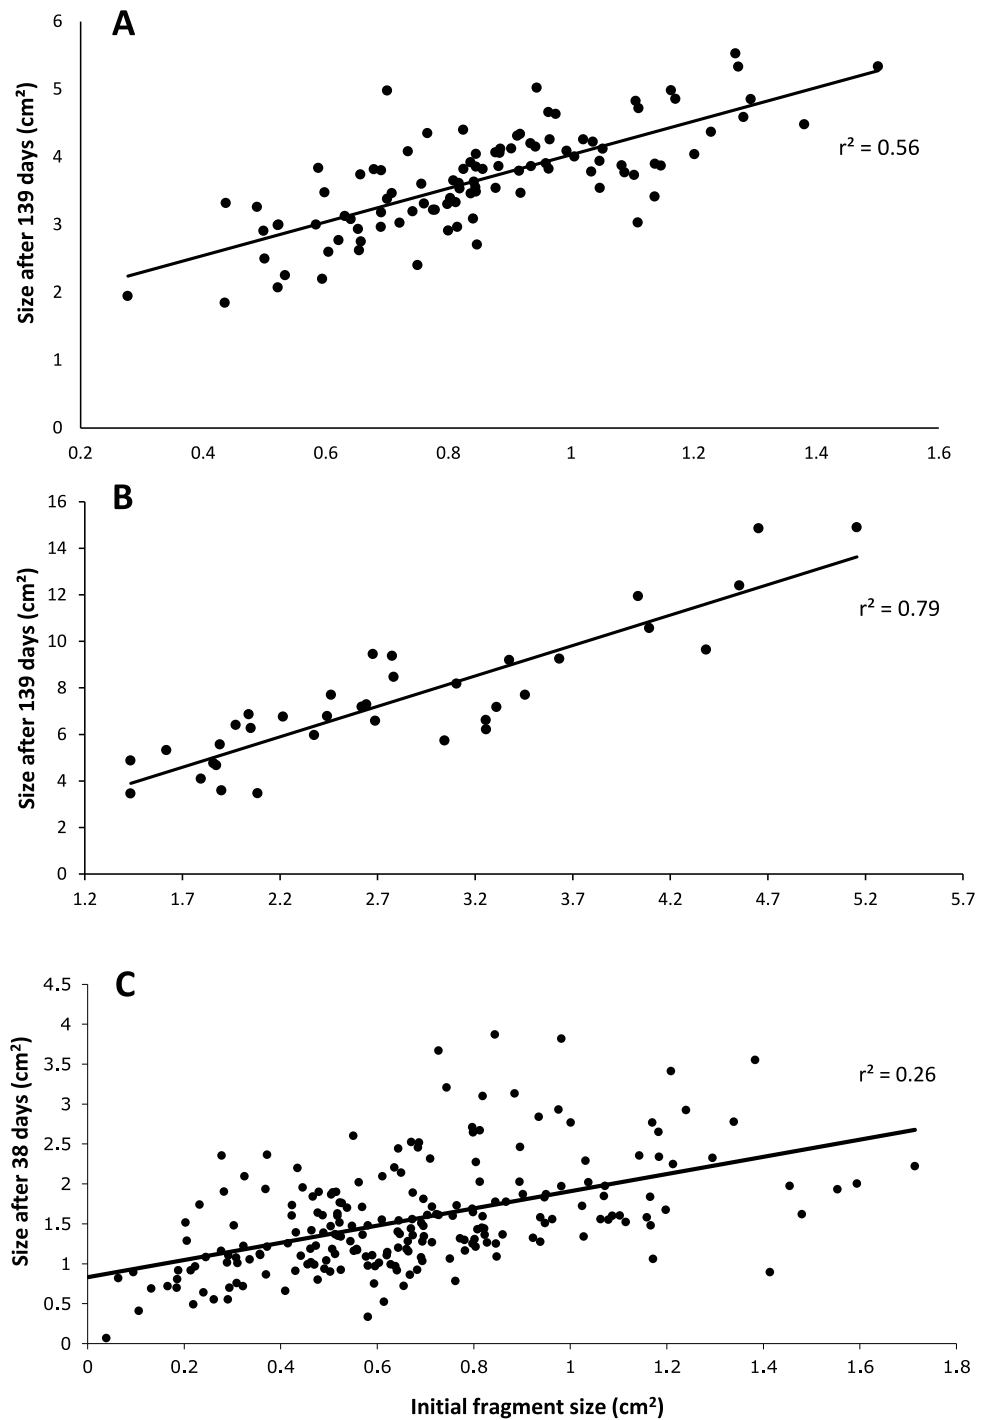 A
6
5
4
3
2
1
0
Size after 139 days (cm²)
r² = 0.56
0.2 0.4 0.6 0.8 1 1.2 1.4 1.6
B
16
14
12
10
8
6
4
2
0
Size after 139 days (cm²)
r² = 0.79
1.2 1.7 2.2 2.7 3.2 3.7 4.2 4.7 5.2 5.7
C
4.5
4
3.5
3
2.5
2
1.5
1
0.5
0
Size after 38 days (cm²)
r² = 0.26
0 0.2 0.4 0.6 0.8 1 1.2 1.4 1.6 1.8
Initial fragment size (cm²)